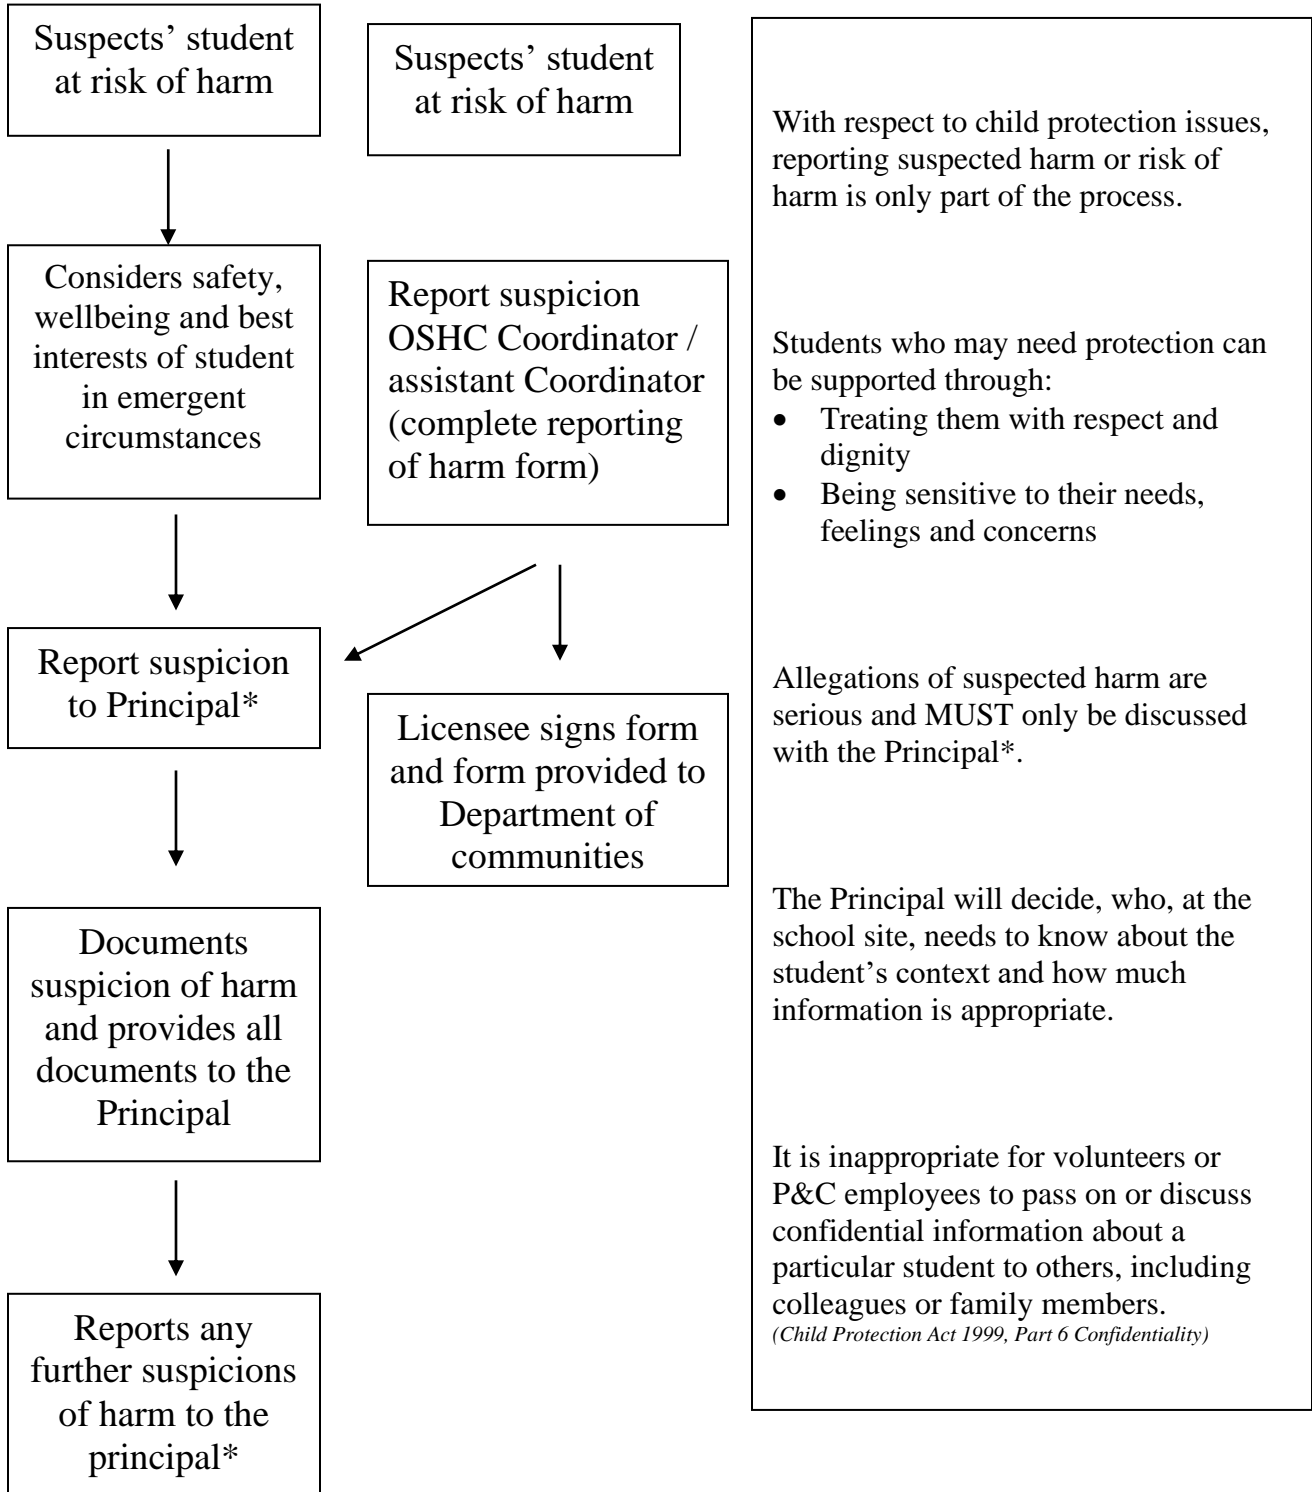 Suspects’ student
at risk of harm
Considers safety,
wellbeing and best
interests of student
in emergent
circumstances
Report suspicion
to Principal*
Documents
suspicion of harm
and provides all
documents to the
Principal
Reports any
further suspicions
of harm to the
principal*
Suspects’ student
at risk of harm
Report suspicion
OSHC Coordinator /
assistant Coordinator
(complete reporting
of harm form)
Licensee signs form
and form provided to
Department of
communities
With respect to child protection issues,
reporting suspected harm or risk of
harm is only part of the process.
Students who may need protection can
be supported through:
• Treating them with respect and
dignity
• Being sensitive to their needs,
feelings and concerns
Allegations of suspected harm are
serious and MUST only be discussed
with the Principal*.
The Principal will decide, who, at the
school site, needs to know about the
student’s context and how much
information is appropriate.
It is inappropriate for volunteers or
P&C employees to pass on or discuss
confidential information about a
particular student to others, including
colleagues or family members.
(Child Protection Act 1999, Part 6 Confidentiality)